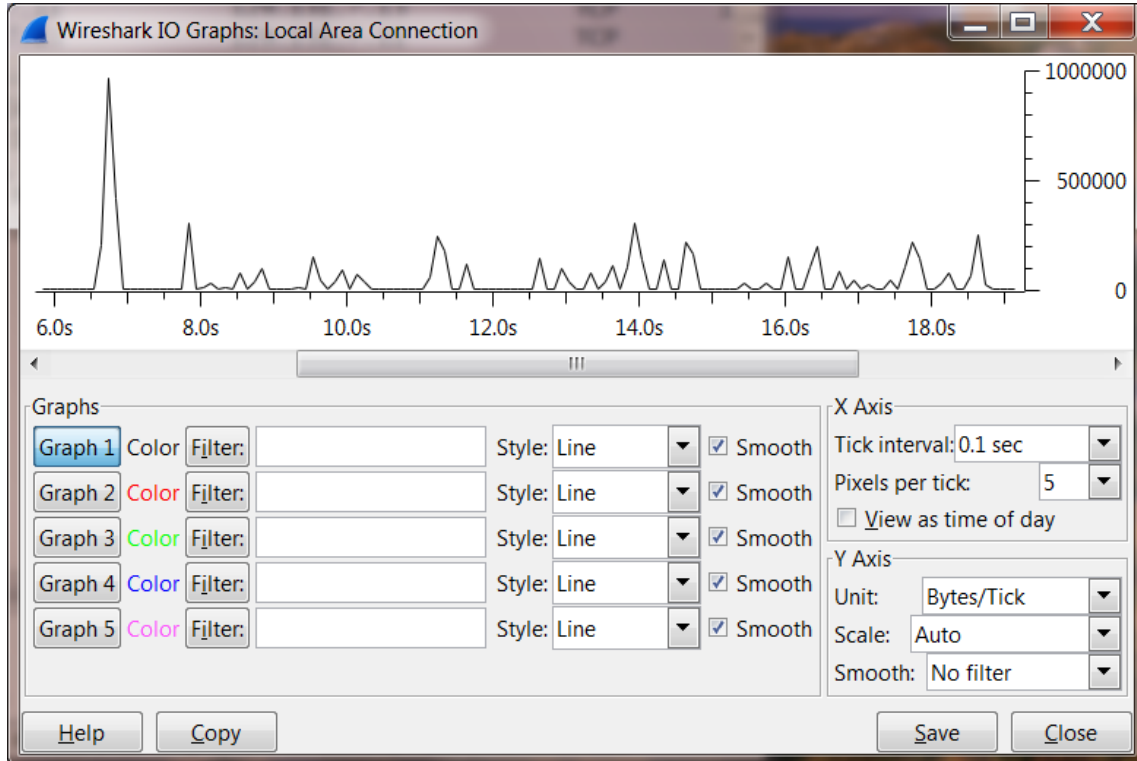 Wireshark IO Graphs: Local Area Connection
1000000
500000
0
6.0s 8.0s 10.0s 12.0s 14.0s 16.0s 18.0s
Graphs
Graph 1 Color Filter: Style: Line Smooth
Graph 2 Color Filter: Style: Line Smooth
Graph 3 Color Filter: Style: Line Smooth
Graph 4 Color Filter: Style: Line Smooth
Graph 5 Color Filter: Style: Line Smooth
X Axis
Tick interval: 0.1 sec
Pixels per tick: 5
View as time of day
Y Axis
Unit: Bytes/Tick
Scale: Auto
Smooth: No filter
Help Copy Save Close